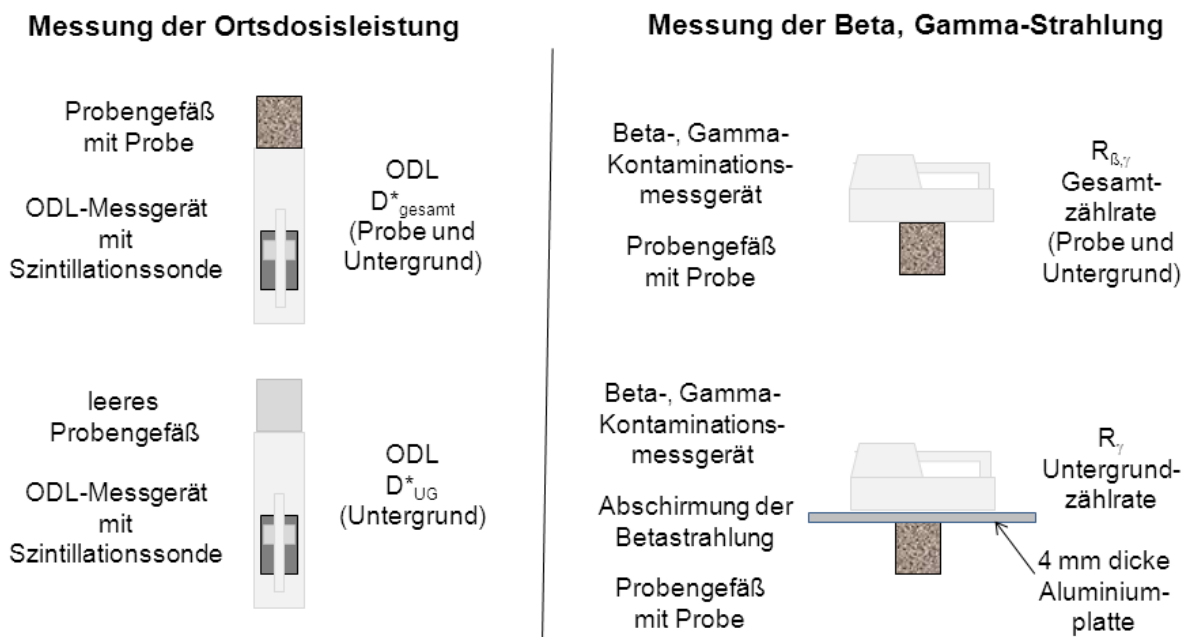 Messung der Ortsdosisleistung
Probengefäß
mit Probe
ODL-Messgerät
mit
Szintillationssonde
ODL
D*gesamt
(Probe und
Untergrund)
leeres
Probengefäß
ODL-Messgerät
mit
Szintillationssonde
ODL
D*UG
(Untergrund)
Messung der Beta, Gamma-Strahlung
Beta-, Gamma-
Kontaminations-
messgerät
Probengefäß
mit Probe
Rß,γ
Gesamt-
zählrate
(Probe und
Untergrund)
Beta-, Gamma-
Kontaminations-
messgerät
Abschirmung der
Betastrahlung
Probengefäß
mit Probe
Rγ
Untergrund-
zählrate
4 mm dicke
Aluminium-
platte